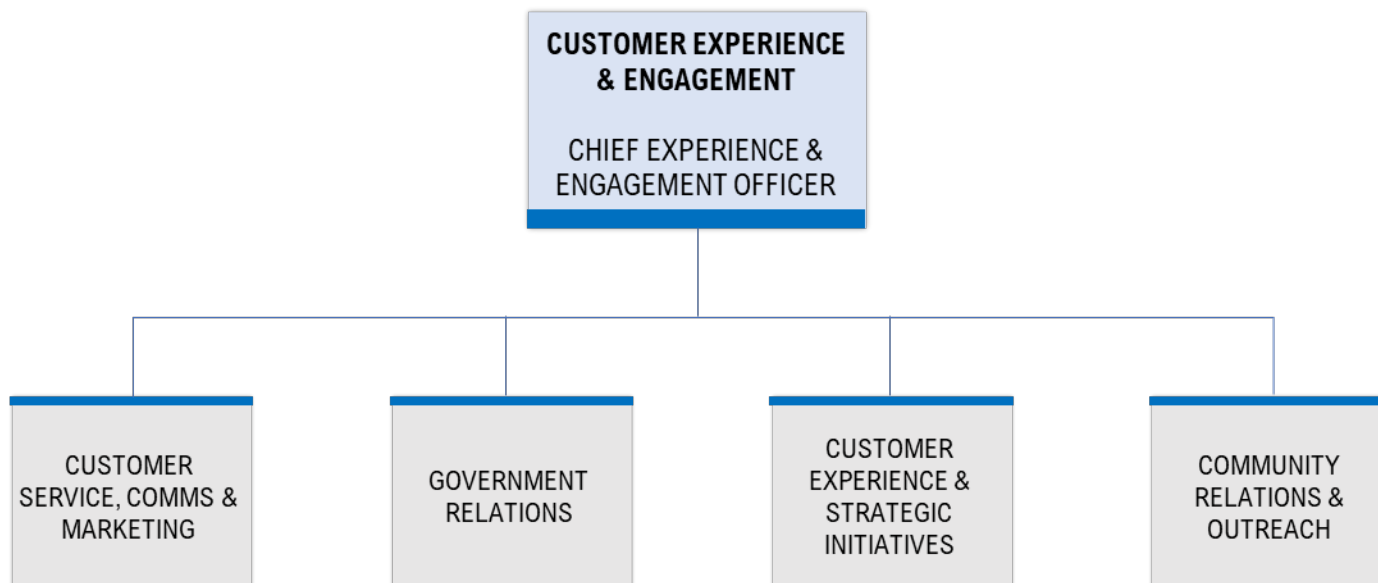 CUSTOMER EXPERIENCE
& ENGAGEMENT
CHIEF EXPERIENCE &
ENGAGEMENT OFFICER
CUSTOMER
SERVICE, COMMS &
MARKETING
GOVERNMENT
RELATIONS
CUSTOMER
EXPERIENCE &
STRATEGIC
INITIATIVES
COMMUNITY
RELATIONS &
OUTREACH